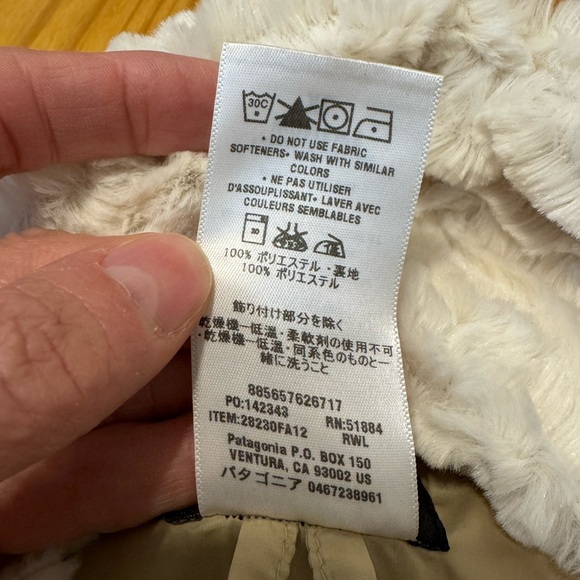 30C
• DO NOT USE FABRIC
SOFTENERS• WASH WITH SIMILAR
COLORS
• NE PAS UTILISER
D'ASSOUPLISSANT• LAVER AVEC
COULEURS SEMBLABLES
30
100% ポリエステル・裏地
100% ポリエステル
飾り付け部分を除く
・乾燥機一低温・柔軟剤の使用不可
・乾燥機一低温・同系色のものと一
緒に洗うこと
885657626717
PO:142343 RN:51884
ITEM:28230FA12 RWL
Patagonia P.O. BOX 150
VENTURA, CA 93002 US
パタゴニア 0467238961